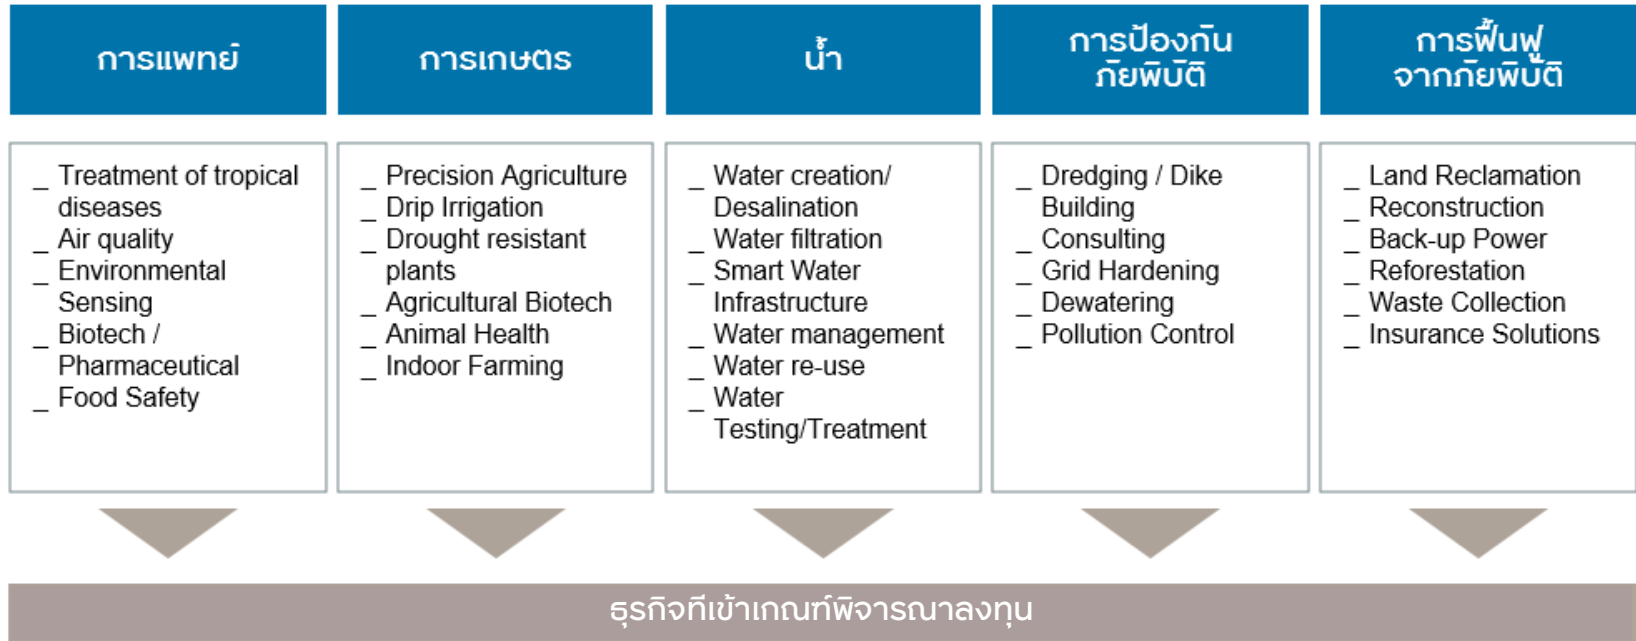 การแพทย์
การเกษตร
น้ำ
การป้องกัน
ภัยพิบัติ
การฟื้นฟู
จากภัยพิบัติ
_ Treatment of tropical
diseases
_ Air quality
_ Environmental
Sensing
_ Biotech /
Pharmaceutical
_ Food Safety
_ Precision Agriculture
_ Drip Irrigation
_ Drought resistant
plants
_ Agricultural Biotech
_ Animal Health
_ Indoor Farming
_ Water creation/
Desalination
_ Water filtration
_ Smart Water
Infrastructure
_ Water management
_ Water re-use
_ Water
Testing/Treatment
_ Dredging / Dike
Building
_ Consulting
_ Grid Hardening
_ Dewatering
_ Pollution Control
_ Land Reclamation
_ Reconstruction
_ Back-up Power
_ Reforestation
_ Waste Collection
_ Insurance Solutions
ธุรกิจที่เข้าเกณฑ์พิจารณาลงทุน